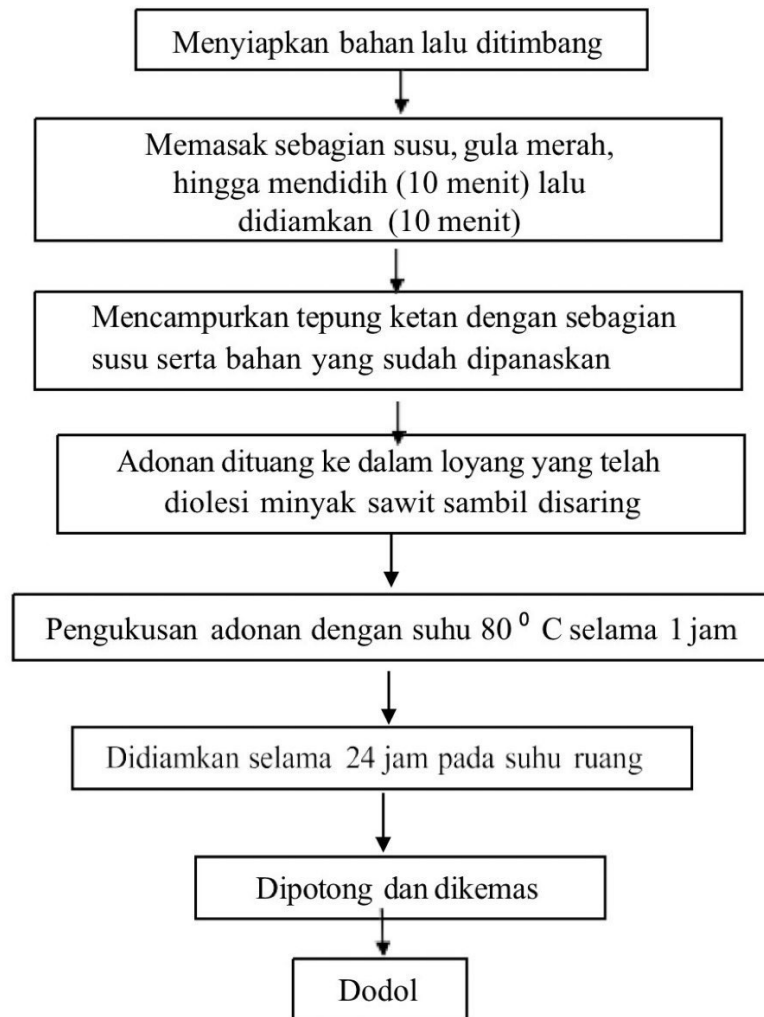 Menyiapkan bahan lalu ditimbang
Memasak sebagian susu, gula merah,
hingga mendidih (10 menit) lalu
didiamkan (10 menit)
Mencampurkan tepung ketan dengan sebagian
susu serta bahan yang sudah dipanaskan
Adonan dituang ke dalam loyang yang telah
diolesi minyak sawit sambil disaring
Pengukusan adonan dengan suhu 80⁰ C selama 1 jam
Didiamkan selama 24 jam pada suhu ruang
Dipotong dan dikemas
Dodol